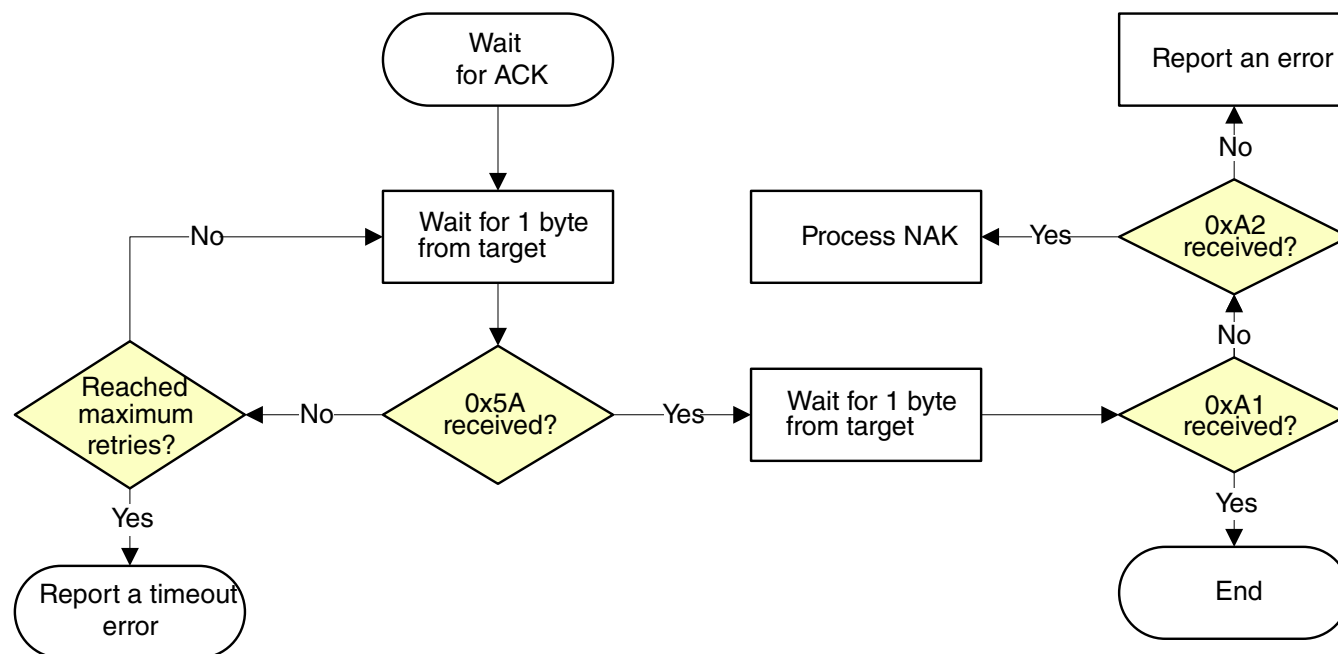 Wait
for ACK
Report an error
No
No
Wait for 1 byte
from target
Process NAK
Yes
0xA2
received?
No
Reached
maximum
retries?
No
0x5A
received?
Yes
Wait for 1 byte
from target
0xA1
received?
Yes
Yes
Report a timeout
error
End